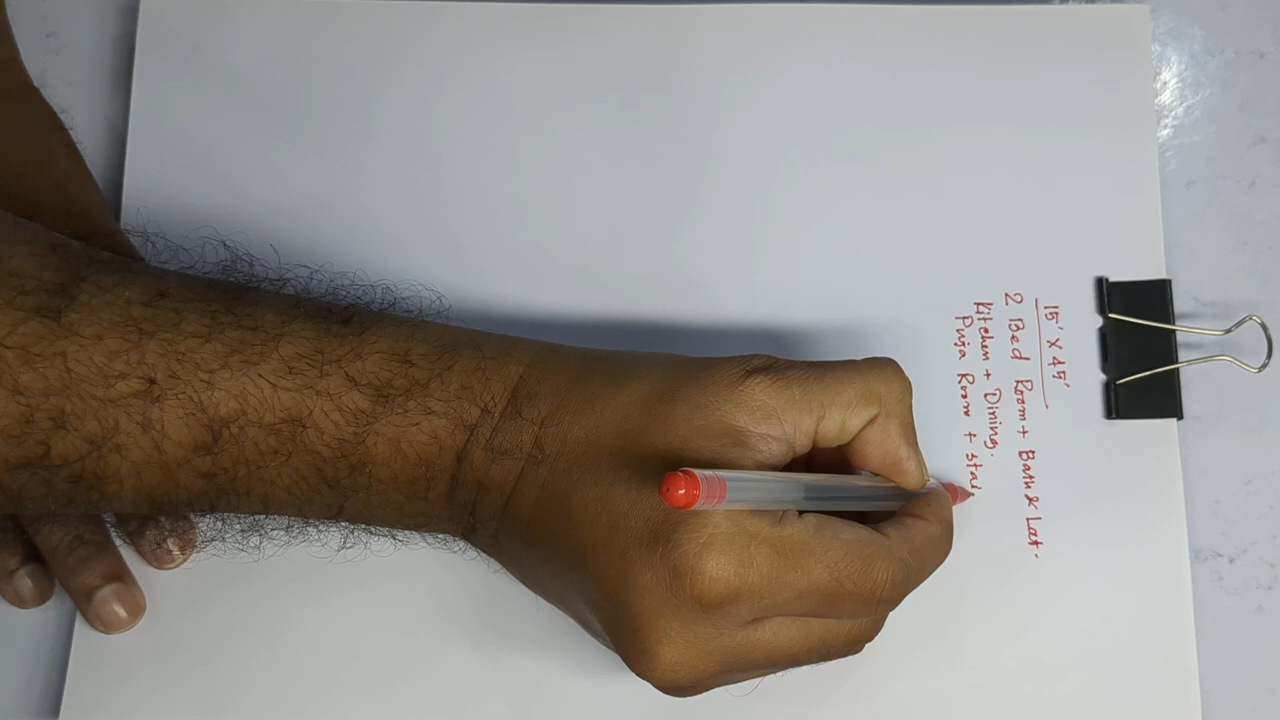 15' X 45'
2 Bed Room + Bath & Lat.
Kitchen + Dining.
Puja Room + stai